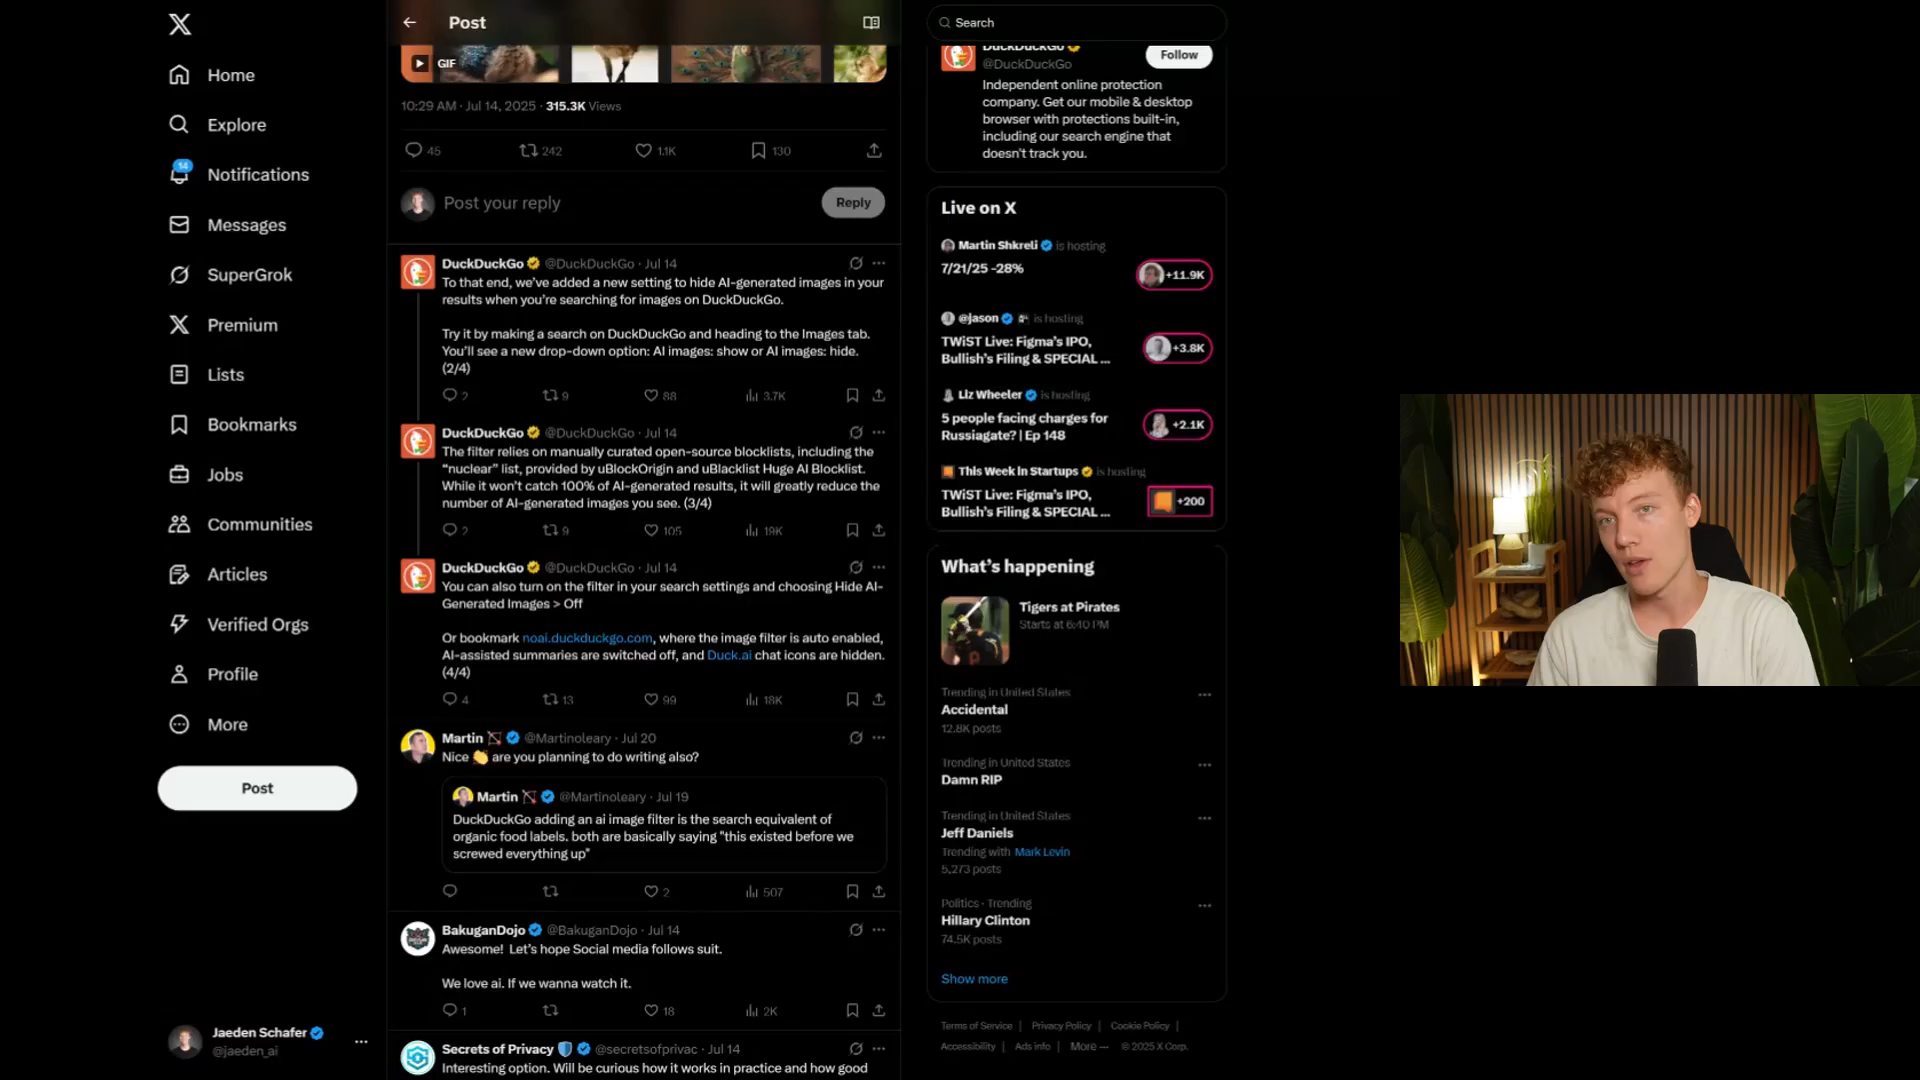 Home
Explore
14
Notifications
Messages
SuperGrok
Premium
Lists
Bookmarks
Jobs
Communities
Articles
Verified Orgs
Profile
More
Post
Jaeden Schafer
@jaeden_ai
Post
GIF
10:29 AM · Jul 14, 2025 · 315.3K Views
45 242 1.1K 130
Post your reply
Reply
DuckDuckGo @DuckDuckGo · Jul 14
To that end, we've added a new setting to hide AI-generated images in your
results when you're searching for images on DuckDuckGo.
Try it by making a search on DuckDuckGo and heading to the Images tab.
You'll see a new drop-down option: AI images: show or AI images: hide.
(2/4)
2 9 88 3.7K
DuckDuckGo @DuckDuckGo · Jul 14
The filter relies on manually curated open-source blocklists, including the
“nuclear” list, provided by uBlockOrigin and uBlacklist Huge AI Blocklist.
While it won't catch 100% of AI-generated results, it will greatly reduce the
number of AI-generated images you see. (3/4)
2 9 105 19K
DuckDuckGo @DuckDuckGo · Jul 14
You can also turn on the filter in your search settings and choosing Hide AI-
Generated Images > Off
Or bookmark noai.duckduckgo.com, where the image filter is auto enabled,
AI-assisted summaries are switched off, and Duck.ai chat icons are hidden.
(4/4)
4 13 99 18K
Martin @Martinoleary · Jul 20
Nice 👏 are you planning to do writing also?
Martin @Martinoleary · Jul 19
DuckDuckGo adding an ai image filter is the search equivalent of
organic food labels. both are basically saying "this existed before we
screwed everything up"
2 507
BakuganDojo @BakuganDojo · Jul 14
Awesome! Let's hope Social media follows suit.
We love ai. If we wanna watch it.
1 18 2K
Secrets of Privacy @secretsofprivac · Jul 14
Interesting option. Will be curious how it works in practice and how good
Search
DuckDuckGo
@DuckDuckGo
Follow
Independent online protection
company. Get our mobile & desktop
browser with protections built-in,
including our search engine that
doesn't track you.
Live on X
Martin Shkreli is hosting
7/21/25 -28%
+11.9K
@jason is hosting
TWiST Live: Figma's IPO,
Bullish's Filing & SPECIAL ...
+3.8K
Liz Wheeler is hosting
5 people facing charges for
Russiagate? | Ep 148
+2.1K
This Week in Startups is hosting
TWiST Live: Figma's IPO,
Bullish's Filing & SPECIAL ...
+200
What's happening
Tigers at Pirates
Starts at 6:40 PM
Trending in United States
Accidental
12.8K posts
Trending in United States
Damn RIP
Trending in United States
Jeff Daniels
Trending with Mark Levin
5,273 posts
Politics · Trending
Hillary Clinton
74.5K posts
Show more
Terms of Service | Privacy Policy | Cookie Policy |
Accessibility | Ads info | More ··· © 2025 X Corp.